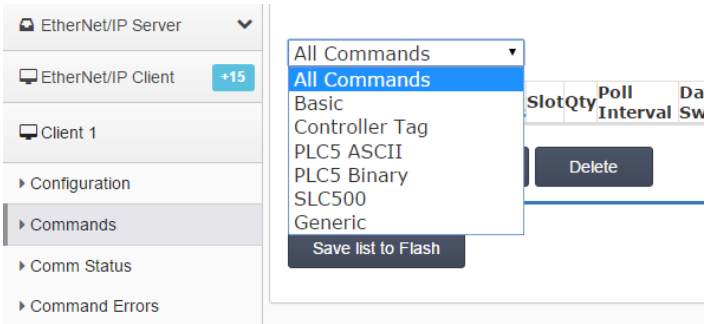 EtherNet/IP Server
EtherNet/IP Client +15
Client 1
Configuration
Commands
Comm Status
Command Errors
All Commands
All Commands
Basic
Controller Tag
PLC5 ASCII
PLC5 Binary
SLC500
Generic
Slot Qty Poll Interval
Delete
Save list to Flash